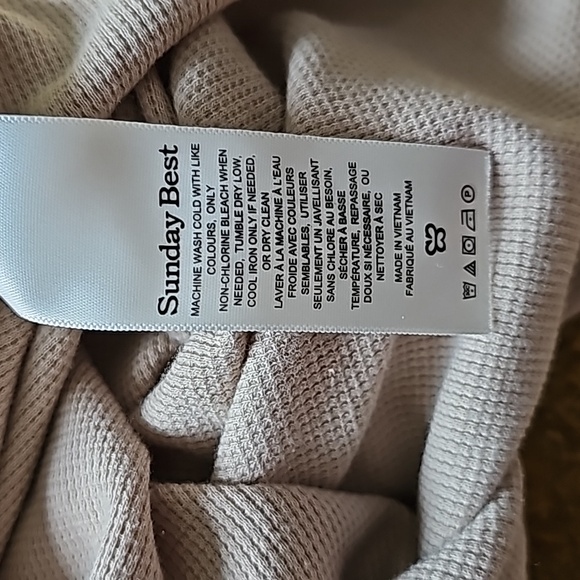 Sunday Best
MACHINE WASH COLD WITH LIKE
COLOURS, ONLY
NON-CHLORINE BLEACH WHEN
NEEDED, TUMBLE DRY LOW,
COOL IRON ONLY IF NEEDED,
OR DRY CLEAN
LAVER À LA MACHINE À L'EAU
FROIDE AVEC COULEURS
SEMBLABLES, UTILISER
SEULEMENT UN JAVELLISANT
SANS CHLORE AU BESOIN,
SÉCHER À BASSE
TEMPÉRATURE, REPASSAGE
DOUX SI NÉCESSAIRE, OU
NETTOYER À SEC
MADE IN VIETNAM
FABRIQUÉ AU VIETNAM